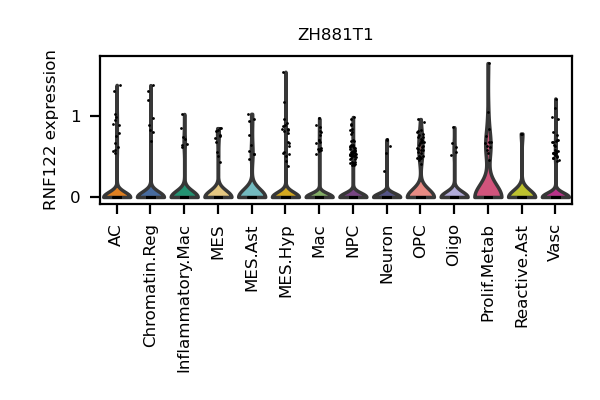 ZH881T1
RNF122 expression
1
0
AC
Chromatin.Reg
Inflammatory.Mac
MES
MES.Ast
MES.Hyp
Mac
NPC
Neuron
OPC
Oligo
Prolif.Metab
Reactive.Ast
Vasc